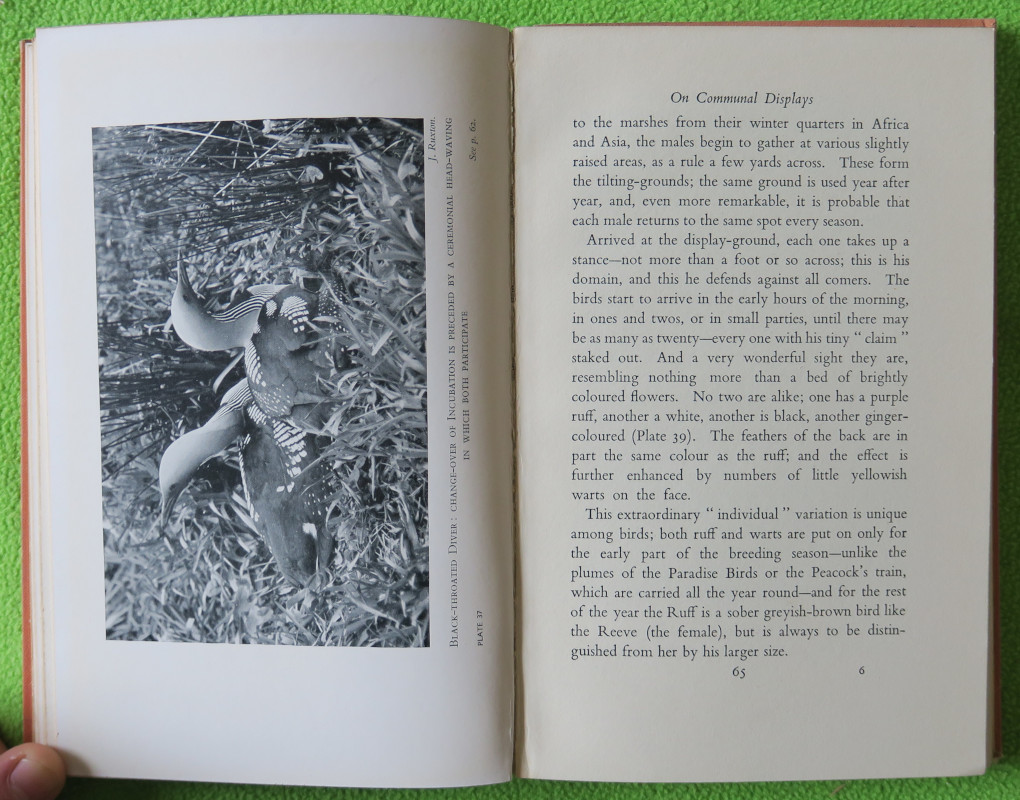 J. Ruxton.
Black-throated Diver: change-over of Incubation is preceded by a ceremonial head-waving
in which both participate
PLATE 37
See p. 62.
On Communal Displays
to the marshes from their winter quarters in Africa
and Asia, the males begin to gather at various slightly
raised areas, as a rule a few yards across. These form
the tilting-grounds; the same ground is used year after
year, and, even more remarkable, it is probable that
each male returns to the same spot every season.
Arrived at the display-ground, each one takes up a
stance—not more than a foot or so across; this is his
domain, and this he defends against all comers. The
birds start to arrive in the early hours of the morning,
in ones and twos, or in small parties, until there may
be as many as twenty—every one with his tiny " claim "
staked out. And a very wonderful sight they are,
resembling nothing more than a bed of brightly
coloured flowers. No two are alike; one has a purple
ruff, another a white, another is black, another ginger-
coloured (Plate 39). The feathers of the back are in
part the same colour as the ruff; and the effect is
further enhanced by numbers of little yellowish
warts on the face.
This extraordinary " individual " variation is unique
among birds; both ruff and warts are put on only for
the early part of the breeding season—unlike the
plumes of the Paradise Birds or the Peacock's train,
which are carried all the year round—and for the rest
of the year the Ruff is a sober greyish-brown bird like
the Reeve (the female), but is always to be distin-
guished from her by his larger size.
65 6